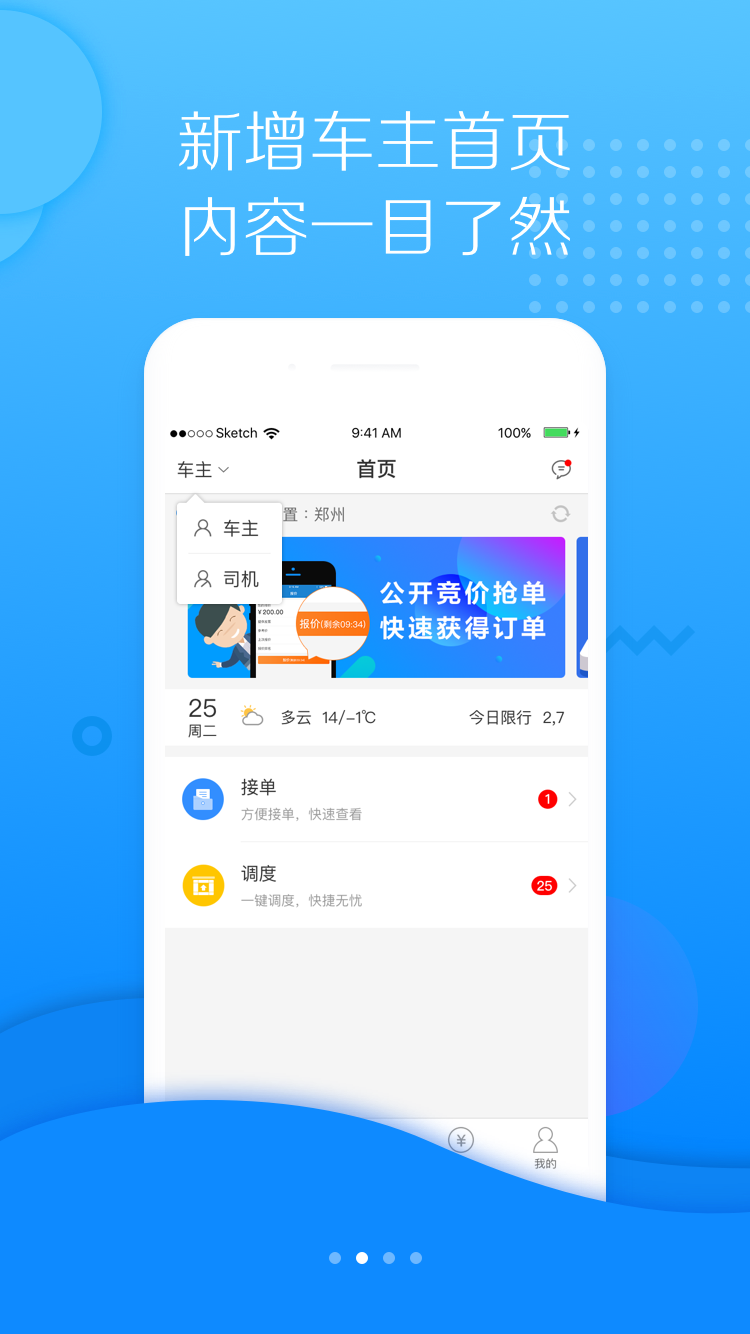 新增车主首页
内容一目了然
Sketch 9:41 AM 100%
车主 首页
置：郑州
车主
司机
¥200.00
报价(剩余09:34)
公开竞价抢单
快速获得订单
25
周二
多云 14/-1℃ 今日限行 2,7
接单
方便接单，快速查看
1
调度
一键调度，快捷无忧
25
¥
我的